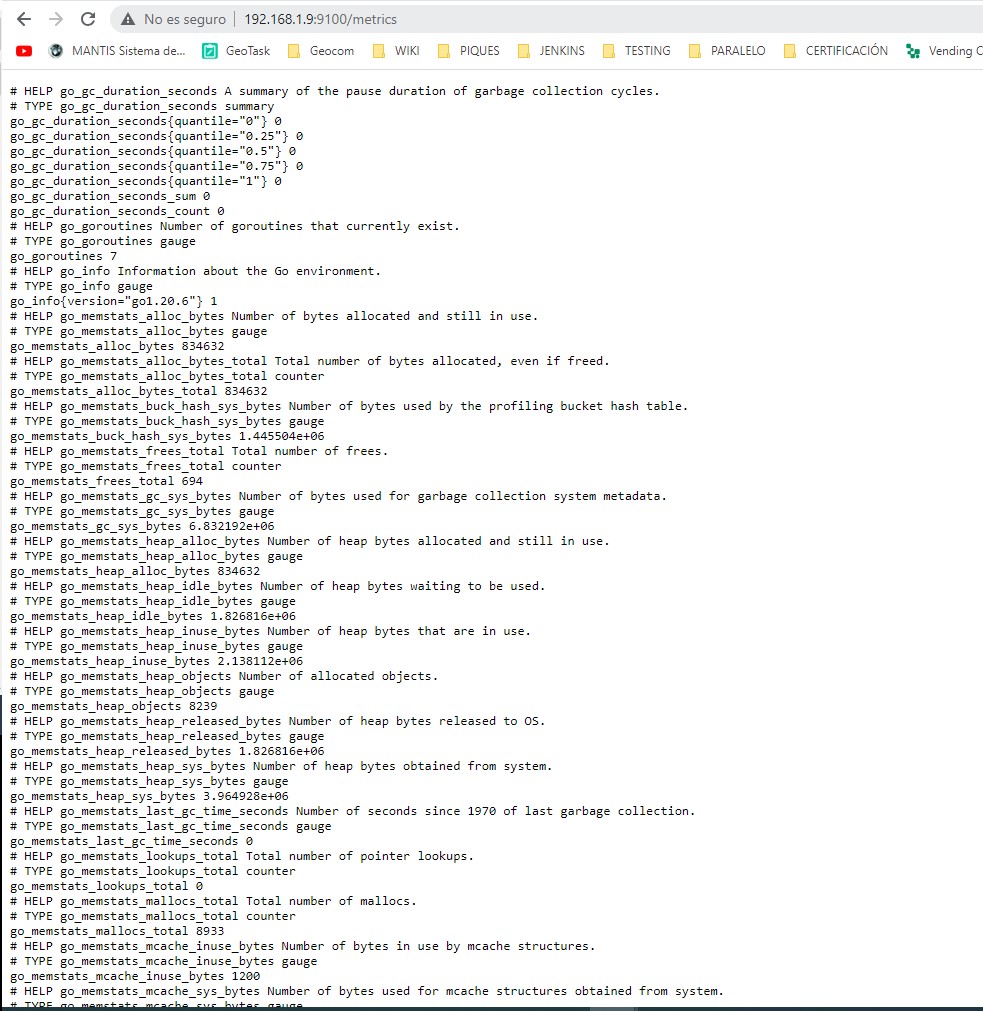 No es seguro | 192.168.1.9:9100/metrics
MANTIS Sistema de... GeoTask Geocom WIKI PIQUES JENKINS TESTING PARALELO CERTIFICACIÓN Vending C
# HELP go_gc_duration_seconds A summary of the pause duration of garbage collection cycles.
# TYPE go_gc_duration_seconds summary
go_gc_duration_seconds{quantile="0"} 0
go_gc_duration_seconds{quantile="0.25"} 0
go_gc_duration_seconds{quantile="0.5"} 0
go_gc_duration_seconds{quantile="0.75"} 0
go_gc_duration_seconds{quantile="1"} 0
go_gc_duration_seconds_sum 0
go_gc_duration_seconds_count 0
# HELP go_goroutines Number of goroutines that currently exist.
# TYPE go_goroutines gauge
go_goroutines 7
# HELP go_info Information about the Go environment.
# TYPE go_info gauge
go_info{version="go1.20.6"} 1
# HELP go_memstats_alloc_bytes Number of bytes allocated and still in use.
# TYPE go_memstats_alloc_bytes gauge
go_memstats_alloc_bytes 834632
# HELP go_memstats_alloc_bytes_total Total number of bytes allocated, even if freed.
# TYPE go_memstats_alloc_bytes_total counter
go_memstats_alloc_bytes_total 834632
# HELP go_memstats_buck_hash_sys_bytes Number of bytes used by the profiling bucket hash table.
# TYPE go_memstats_buck_hash_sys_bytes gauge
go_memstats_buck_hash_sys_bytes 1.445504e+06
# HELP go_memstats_frees_total Total number of frees.
# TYPE go_memstats_frees_total counter
go_memstats_frees_total 694
# HELP go_memstats_gc_sys_bytes Number of bytes used for garbage collection system metadata.
# TYPE go_memstats_gc_sys_bytes gauge
go_memstats_gc_sys_bytes 6.832192e+06
# HELP go_memstats_heap_alloc_bytes Number of heap bytes allocated and still in use.
# TYPE go_memstats_heap_alloc_bytes gauge
go_memstats_heap_alloc_bytes 834632
# HELP go_memstats_heap_idle_bytes Number of heap bytes waiting to be used.
# TYPE go_memstats_heap_idle_bytes gauge
go_memstats_heap_idle_bytes 1.826816e+06
# HELP go_memstats_heap_inuse_bytes Number of heap bytes that are in use.
# TYPE go_memstats_heap_inuse_bytes gauge
go_memstats_heap_inuse_bytes 2.138112e+06
# HELP go_memstats_heap_objects Number of allocated objects.
# TYPE go_memstats_heap_objects gauge
go_memstats_heap_objects 8239
# HELP go_memstats_heap_released_bytes Number of heap bytes released to OS.
# TYPE go_memstats_heap_released_bytes gauge
go_memstats_heap_released_bytes 1.826816e+06
# HELP go_memstats_heap_sys_bytes Number of heap bytes obtained from system.
# TYPE go_memstats_heap_sys_bytes gauge
go_memstats_heap_sys_bytes 3.964928e+06
# HELP go_memstats_last_gc_time_seconds Number of seconds since 1970 of last garbage collection.
# TYPE go_memstats_last_gc_time_seconds gauge
go_memstats_last_gc_time_seconds 0
# HELP go_memstats_lookups_total Total number of pointer lookups.
# TYPE go_memstats_lookups_total counter
go_memstats_lookups_total 0
# HELP go_memstats_mallocs_total Total number of mallocs.
# TYPE go_memstats_mallocs_total counter
go_memstats_mallocs_total 8933
# HELP go_memstats_mcache_inuse_bytes Number of bytes in use by mcache structures.
# TYPE go_memstats_mcache_inuse_bytes gauge
go_memstats_mcache_inuse_bytes 1200
# HELP go_memstats_mcache_sys_bytes Number of bytes used for mcache structures obtained from system.
# TYPE go_memstats_mcache_sys_bytes gauge